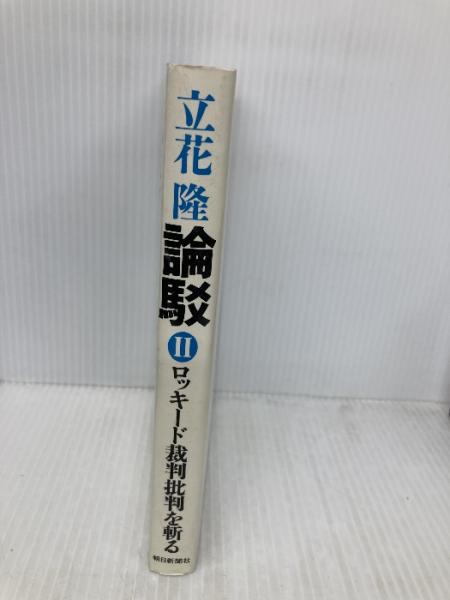 立花 隆
論駁
II
ロッキード裁判批判を斬る
朝日新聞社